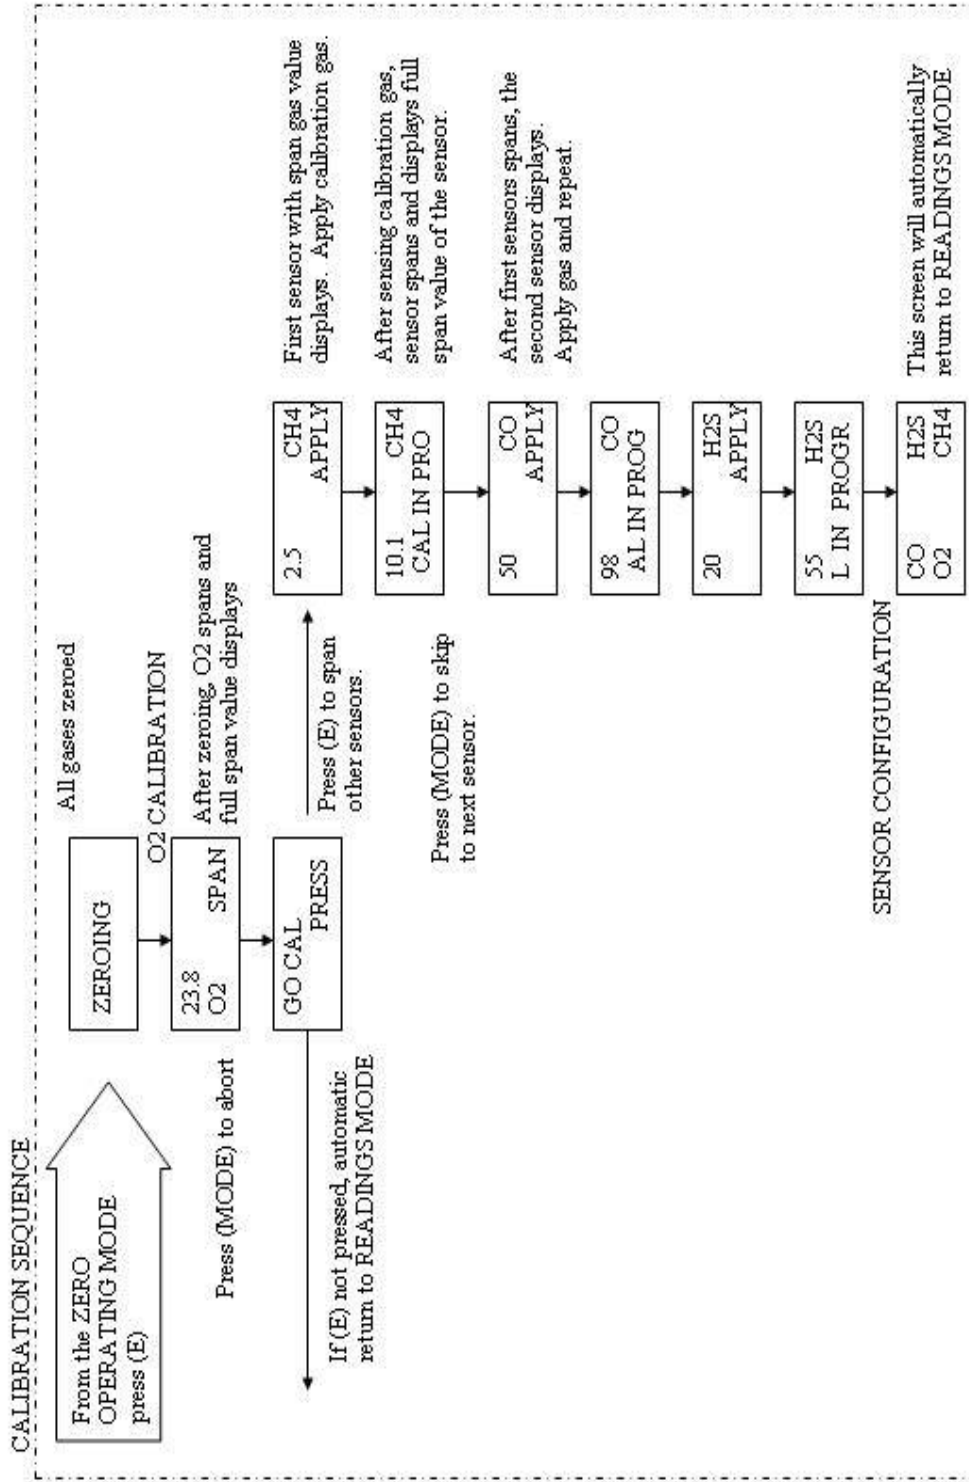 CALIBRATION SEQUENCE
From the ZERO
OPERATING MODE
press (E)
ZEROING
All gases zeroed
O2 CALIBRATION
23.8
O2 SPAN
After zeroing, O2 spans and
full span value displays
Press (MODE) to abort
GO CAL
PRESS
If (E) not pressed, automatic
return to READINGS MODE
Press (E) to span
other sensors.
2.5 CH4
APPLY
First sensor with span gas value
displays. Apply calibration gas.
10.1 CH4
CAL IN PRO
After sensing calibration gas,
sensor spans and displays full
span value of the sensor.
Press (MODE) to skip
to next sensor.
50 CO
APPLY
After first sensors spans, the
second sensor displays.
Apply gas and repeat.
98 CO
AL IN PROG
20 H2S
APPLY
55 H2S
L IN PROGR
SENSOR CONFIGURATION
CO H2S
O2 CH4
This screen will automatically
return to READINGS MODE